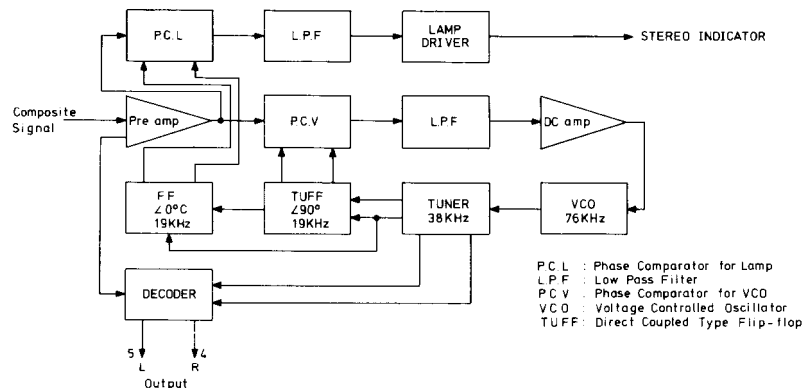 P.C.L
L.P.F
LAMP
DRIVER
STEREO INDICATOR
Composite
Signal
Pre amp
P.C.V
L.P.F
DC amp
F.F
∠0°C
19KHz
TUFF
∠90°
19KHz
TUNER
38KHz
VCO
76KHz
DECODER
P.C.L : Phase Comparator for Lamp
L.P.F : Low Pass Filter
P.C.V : Phase Comparator for VCO
V C O : Voltage Controlled Oscillator
TUFF : Direct Coupled Type Flip-flop
5 4
L R
Output